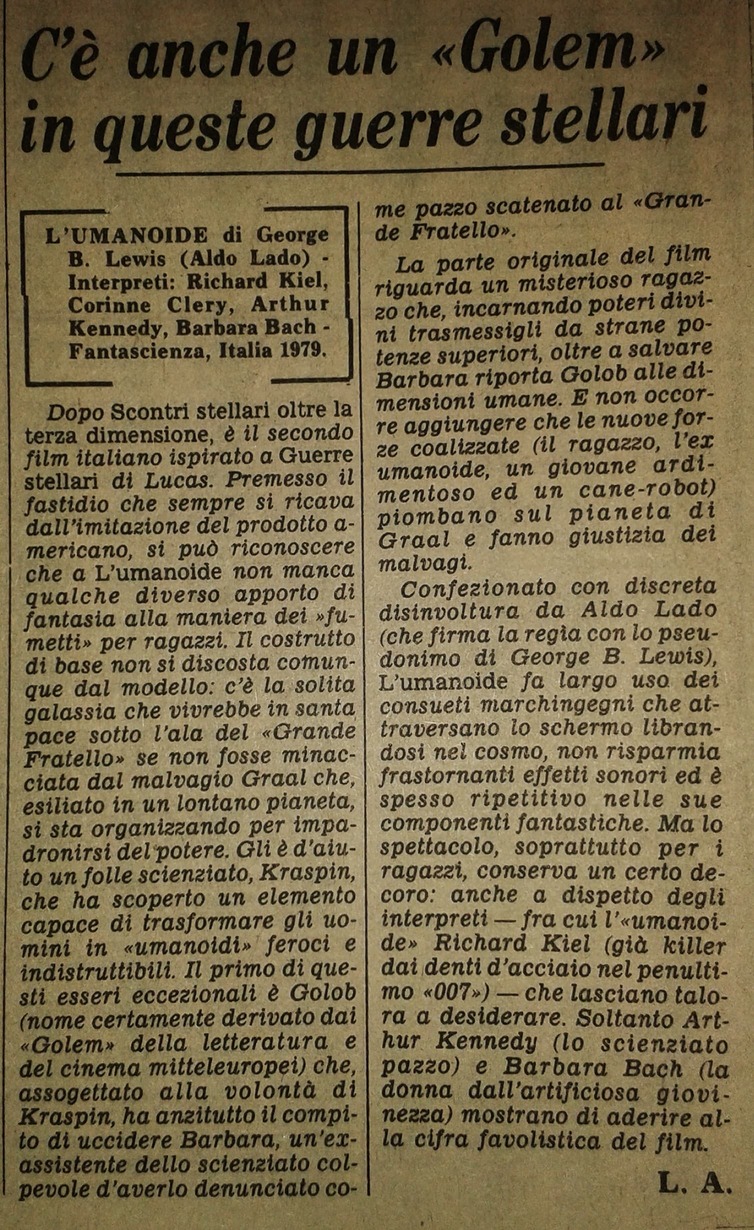 C'è anche un «Golem»
in queste guerre stellari
L'UMANOIDE di George
B. Lewis (Aldo Lado) -
Interpreti: Richard Kiel,
Corinne Clery, Arthur
Kennedy, Barbara Bach -
Fantascienza, Italia 1979.
Dopo Scontri stellari oltre la
terza dimensione, è il secondo
film italiano ispirato a Guerre
stellari di Lucas. Premesso il
fastidio che sempre si ricava
dall'imitazione del prodotto a-
mericano, si può riconoscere
che a L'umanoide non manca
qualche diverso apporto di
fantasia alla maniera dei »fu-
metti» per ragazzi. Il costrutto
di base non si discosta comun-
que dal modello: c'è la solita
galassia che vivrebbe in santa
pace sotto l'ala del «Grande
Fratello» se non fosse minac-
ciata dal malvagio Graal che,
esiliato in un lontano pianeta,
si sta organizzando per impa-
dronirsi del potere. Gli è d'aiu-
to un folle scienziato, Kraspin,
che ha scoperto un elemento
capace di trasformare gli uo-
mini in «umanoidi» feroci e
indistruttibili. Il primo di que-
sti esseri eccezionali è Golob
(nome certamente derivato dai
«Golem» della letteratura e
del cinema mitteleuropei) che,
assogettato alla volontà di
Kraspin, ha anzitutto il compi-
to di uccidere Barbara, un'ex-
assistente dello scienziato col-
pevole d'averlo denunciato co-
me pazzo scatenato al «Gran-
de Fratello».
La parte originale del film
riguarda un misterioso ragaz-
zo che, incarnando poteri divi-
ni trasmessigli da strane po-
tenze superiori, oltre a salvare
Barbara riporta Golob alle di-
mensioni umane. E non occor-
re aggiungere che le nuove for-
ze coalizzate (il ragazzo, l'ex
umanoide, un giovane ardi-
mentoso ed un cane-robot)
piombano sul pianeta di
Graal e fanno giustizia dei
malvagi.
Confezionato con discreta
disinvoltura da Aldo Lado
(che firma la regia con lo pseu-
donimo di George B. Lewis),
L'umanoide fa largo uso dei
consueti marchingegni che at-
traversano lo schermo libran-
dosi nel cosmo, non risparmia
frastornanti effetti sonori ed è
spesso ripetitivo nelle sue
componenti fantastiche. Ma lo
spettacolo, soprattutto per i
ragazzi, conserva un certo de-
coro: anche a dispetto degli
interpreti — fra cui l'«umanoi-
de» Richard Kiel (già killer
dai denti d'acciaio nel penulti-
mo «007») — che lasciano talo-
ra a desiderare. Soltanto Art-
hur Kennedy (lo scienziato
pazzo) e Barbara Bach (la
donna dall'artificiosa giovi-
nezza) mostrano di aderire al-
la cifra favolistica del film.
L. A.